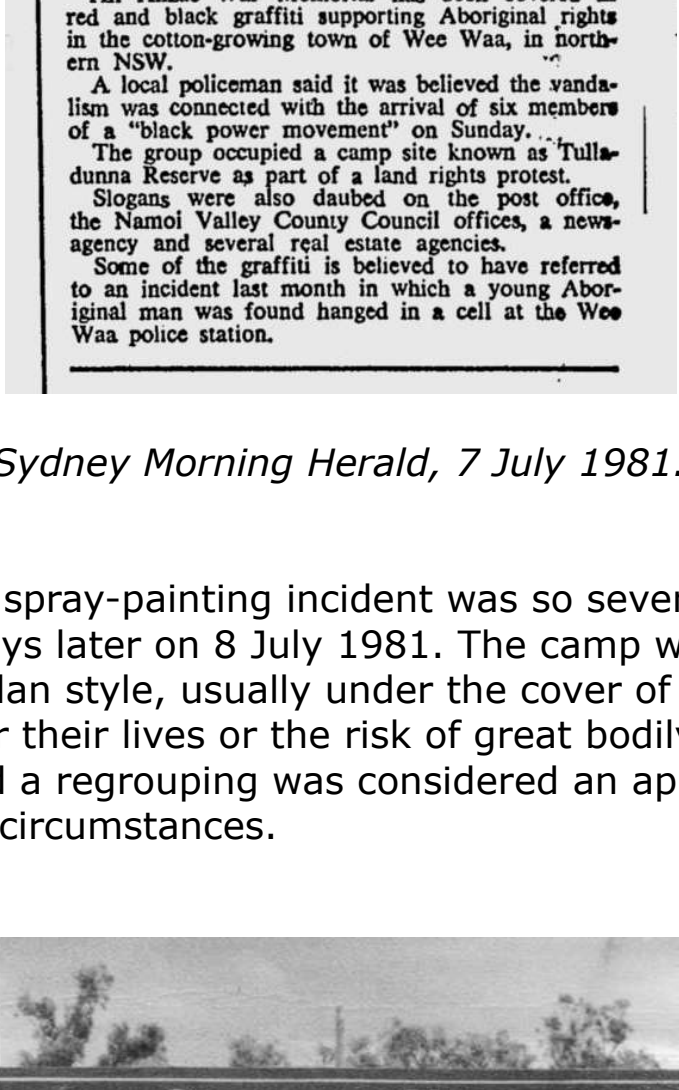 red and black graffiti supporting Aboriginal rights
in the cotton-growing town of Wee Waa, in north-
ern NSW.
A local policeman said it was believed the vanda-
lism was connected with the arrival of six members
of a "black power movement" on Sunday.
The group occupied a camp site known as Tulla-
dunna Reserve as part of a land rights protest.
Slogans were also daubed on the post office,
the Namoi Valley County Council offices, a news-
agency and several real estate agencies.
Some of the graffiti is believed to have referred
to an incident last month in which a young Abor-
iginal man was found hanged in a cell at the Wee
Waa police station.
Sydney Morning Herald, 7 July 1981.
spray-painting incident was so sever
ys later on 8 July 1981. The camp w
lan style, usually under the cover of
r their lives or the risk of great bodily
d a regrouping was considered an ap
circumstances.